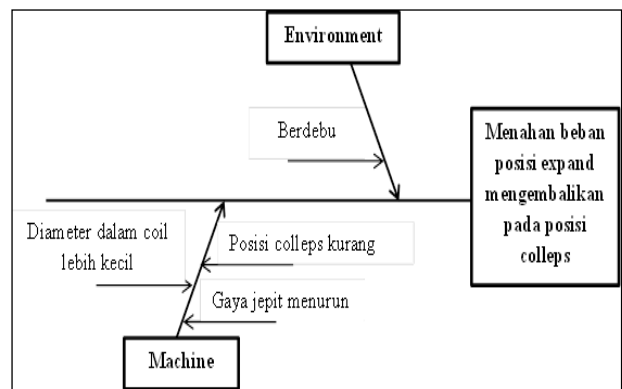 Environment
Berdebu
Menahan beban
posisi expand
mengembalikan
pada posisi
colleps
Diameter dalam coil
lebih kecil
Posisi colleps kurang
Gaya jepit menurun
Machine